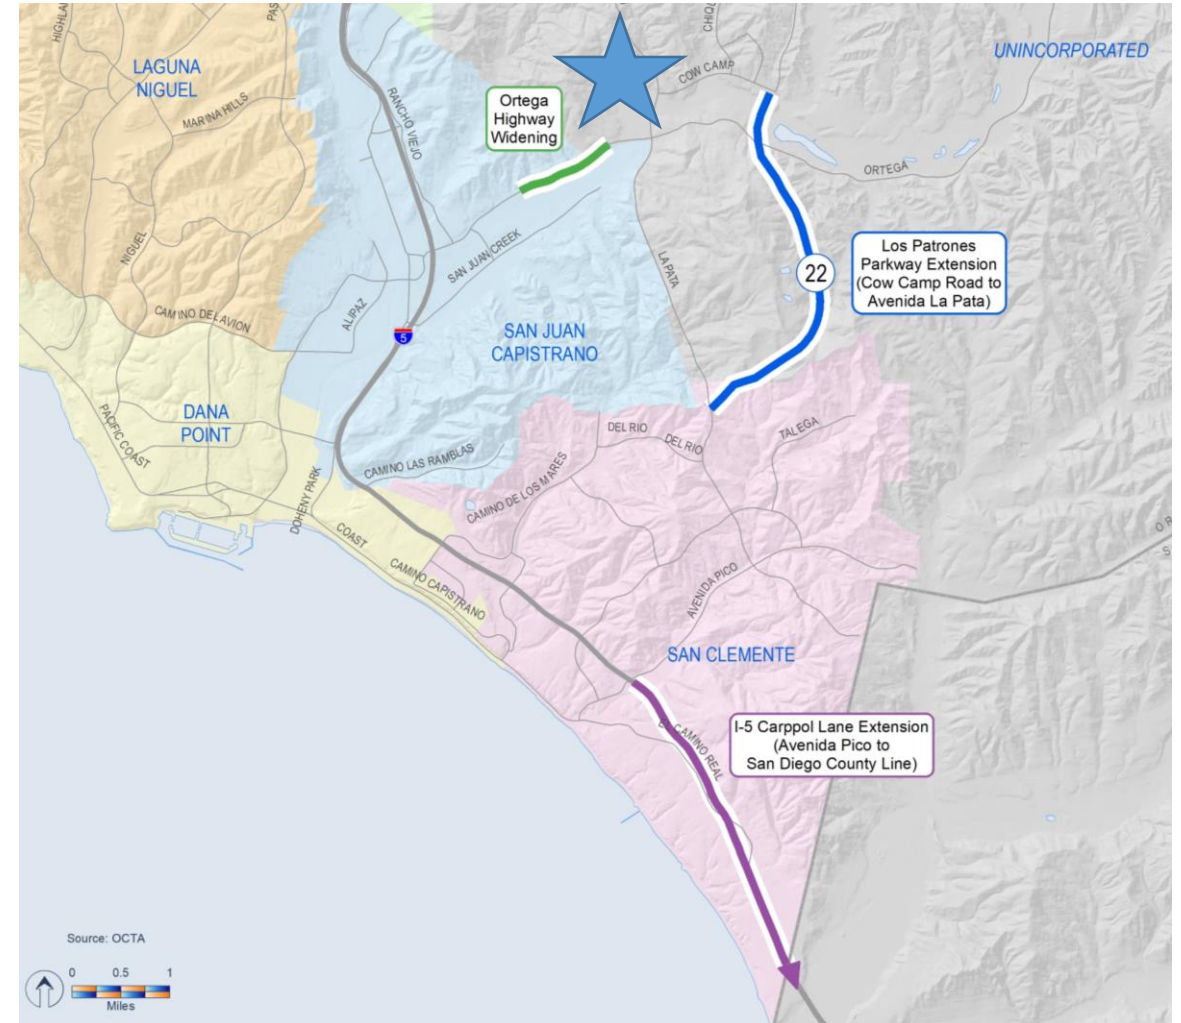 HIGHLA
PAS
CHIQU
UNINCORPORATED
LAGUNA
NIGUEL
COW CAMP
MARINA HILLS
RANCHO VIEJO
Ortega
Highway
Widening
ORTEGA
NIGUEL
SAN JUAN CREEK
LA PATA
22
Los Patrones
Parkway Extension
(Cow Camp Road to
Avenida La Pata)
CAMINO DEL AVION
ALIPAZ
5
SAN JUAN
CAPISTRANO
PACIFIC COAST
DANA
POINT
DEL RIO
DEL RIO
TALEGA
CAMINO LAS RAMBLAS
CAMINO DE LOS MARES
DOHENY PARK
COAST
CAMINO CAPISTRANO
AVENIDA PICO
SAN CLEMENTE
EL CAMINO REAL
I-5 Carppol Lane Extension
(Avenida Pico to
San Diego County Line)
Source: OCTA
0 0.5 1
Miles